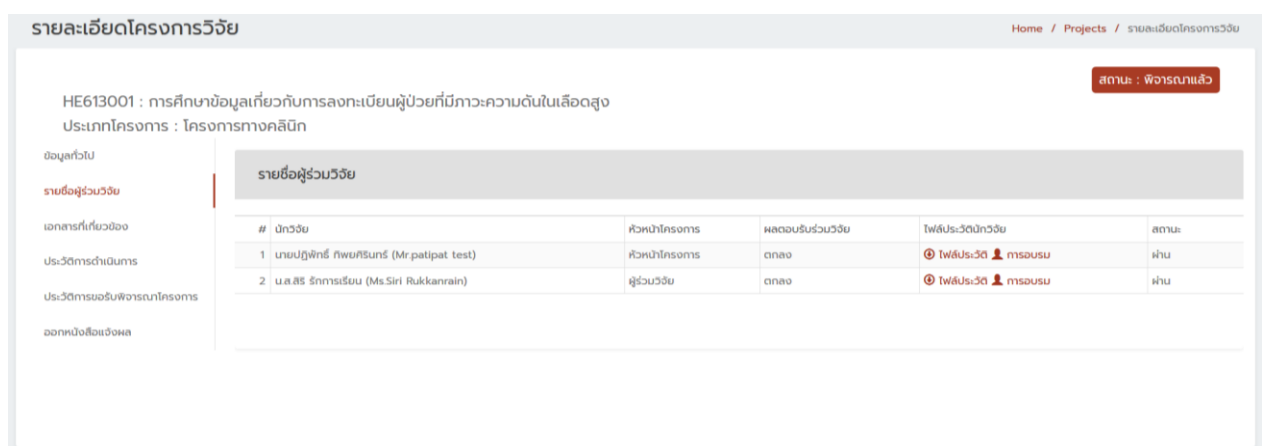 รายละเอียดโครงการวิจัย
Home / Projects / รายละเอียดโครงการวิจัย
สถานะ : พิจารณาแล้ว
HE613001 : การศึกษาข้อมูลเกี่ยวกับการลงทะเบียนผู้ป่วยที่มีภาวะความดันในเลือดสูง
ประเภทโครงการ : โครงการทางคลินิก
ข้อมูลทั่วไป
รายชื่อผู้ร่วมวิจัย
เอกสารที่เกี่ยวข้อง
ประวัติการดำเนินการ
ประวัติการขอรับพิจารณาโครงการ
ออกหนังสือแจ้งผล
รายชื่อผู้ร่วมวิจัย
# นักวิจัย หัวหน้าโครงการ ผลตอบรับร่วมวิจัย ไฟล์ประวัตินักวิจัย สถานะ
1 นายปฏิพัทธิ์ ทิพยศิรินทร์ (Mr.patipat test) หัวหน้าโครงการ ตกลง ไฟล์ประวัติ การอบรม ผ่าน
2 น.ส.สิริ รักการเรียน (Ms.Siri Rukkanrain) ผู้ร่วมวิจัย ตกลง ไฟล์ประวัติ การอบรม ผ่าน